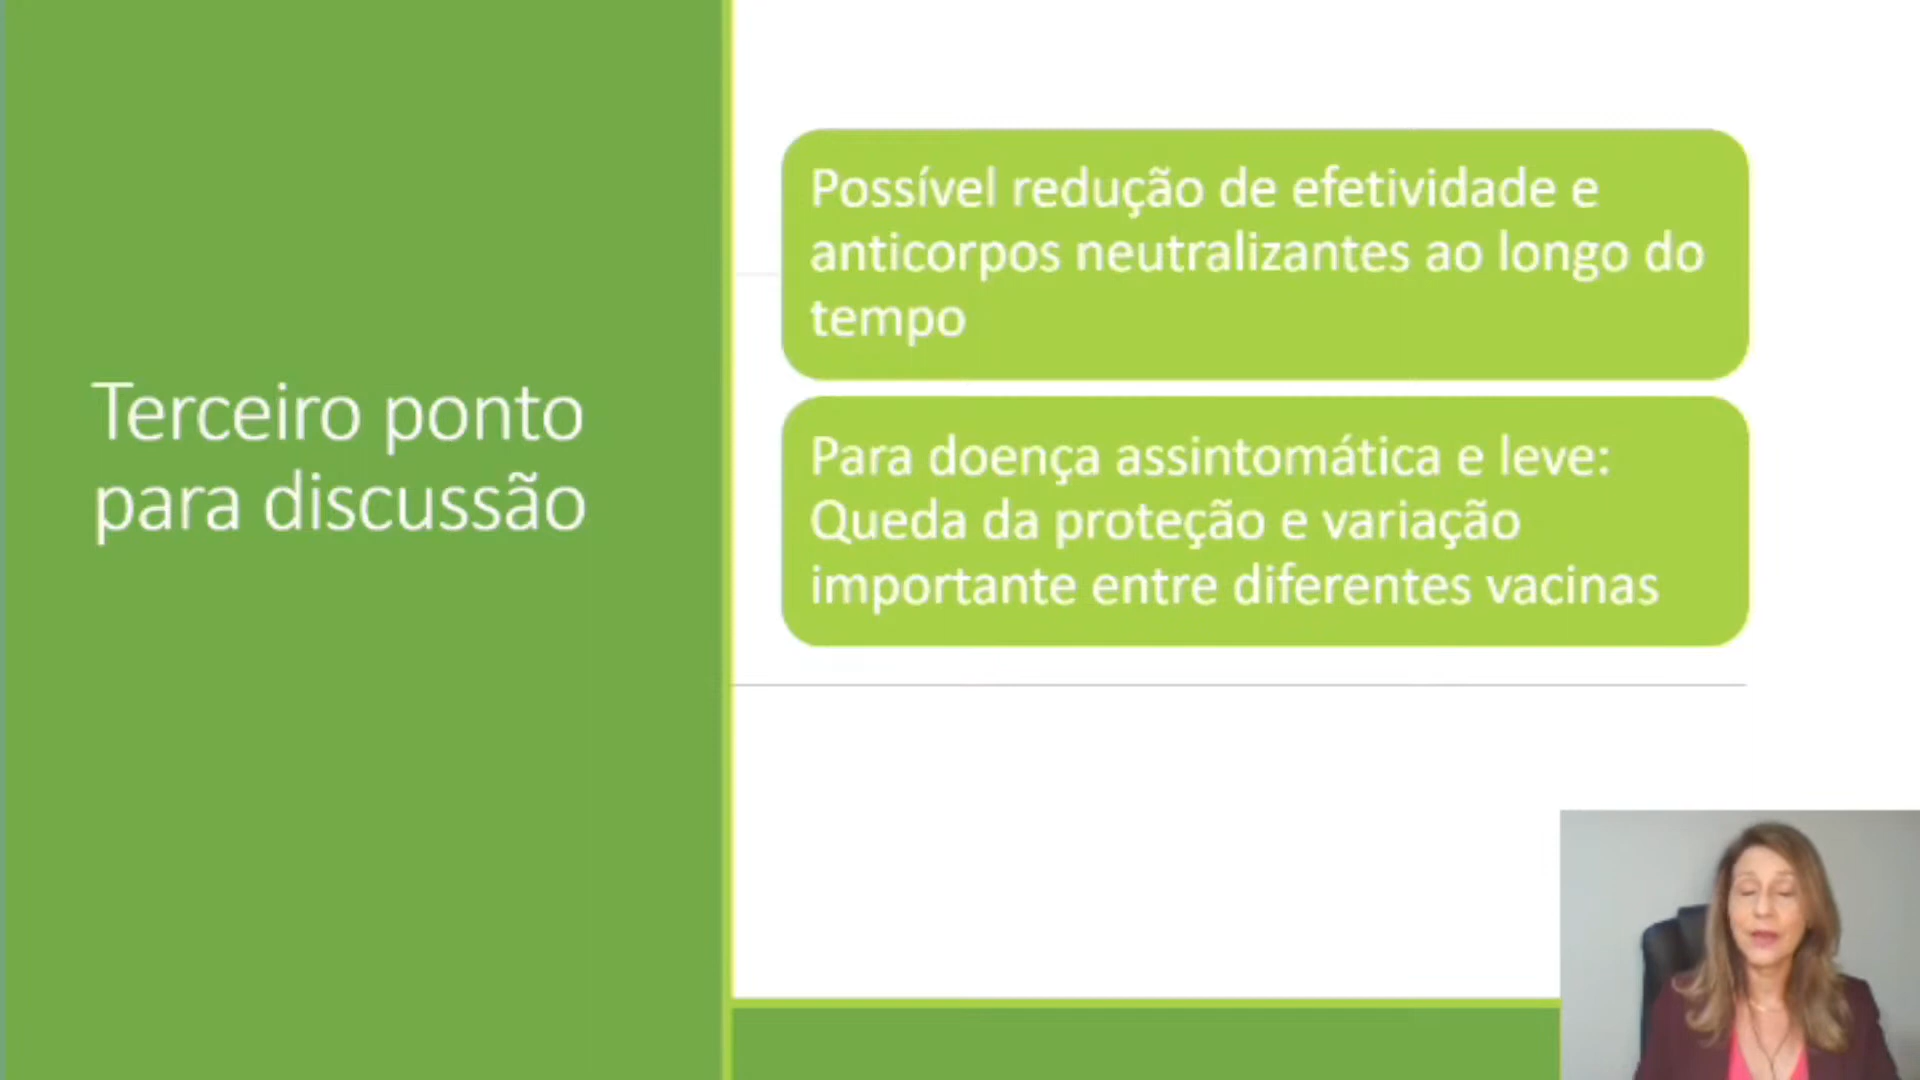 Terceiro ponto
para discussão
Possível redução de efetividade e
anticorpos neutralizantes ao longo do
tempo
Para doença assintomática e leve:
Queda da proteção e variação
importante entre diferentes vacinas